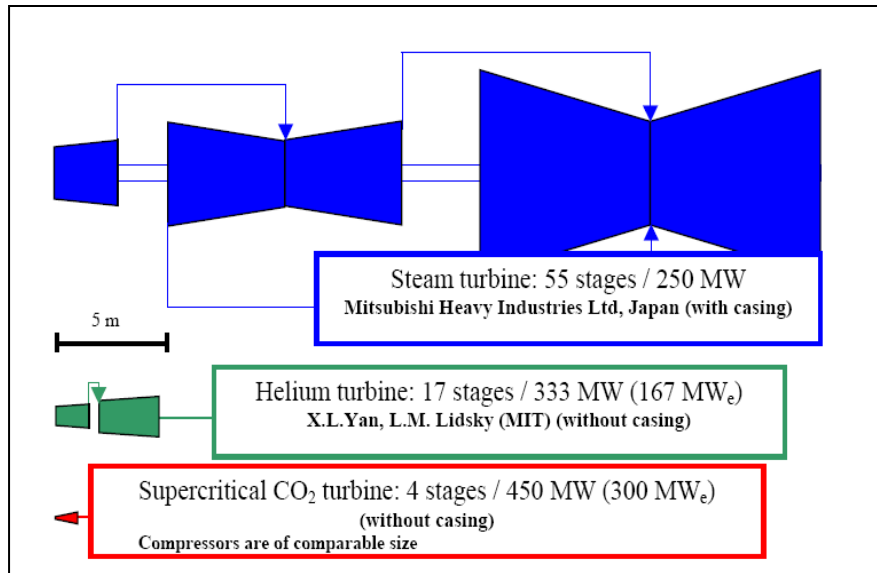 Steam turbine: 55 stages / 250 MW
Mitsubishi Heavy Industries Ltd, Japan (with casing)
5 m
Helium turbine: 17 stages / 333 MW (167 MWₑ)
X.L.Yan, L.M. Lidsky (MIT) (without casing)
Supercritical CO₂ turbine: 4 stages / 450 MW (300 MWₑ)
(without casing)
Compressors are of comparable size